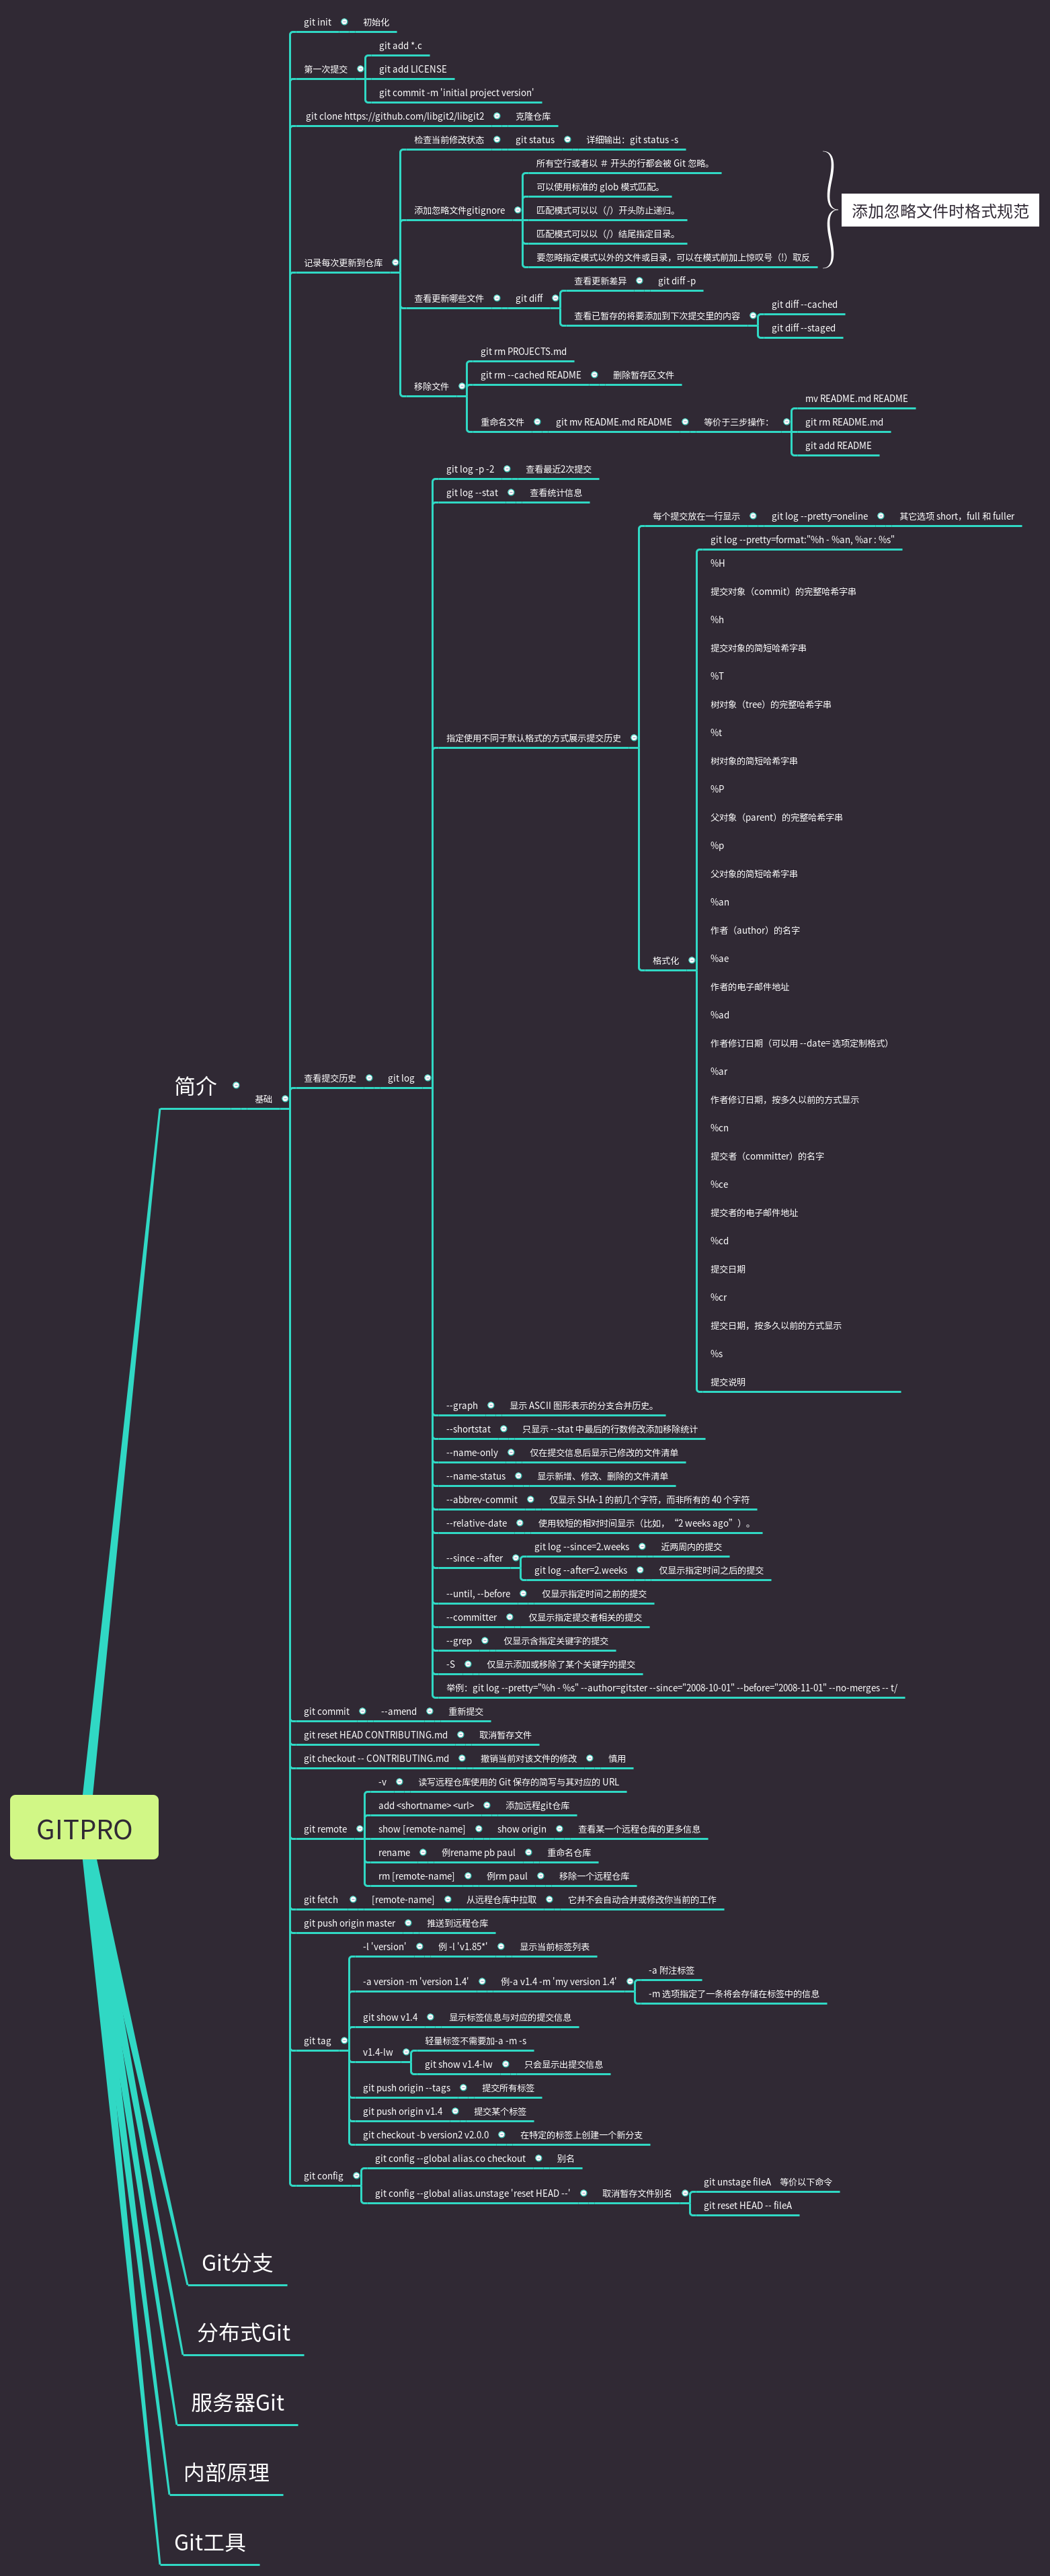 git init
初始化
git add *.c
第一次提交
git add LICENSE
git commit -m 'initial project version'
git clone https://github.com/libgit2/libgit2
克隆仓库
检查当前修改状态
git status
详细输出：git status -s
所有空行或者以 ＃ 开头的行都会被 Git 忽略。
可以使用标准的 glob 模式匹配。
添加忽略文件gitignore
匹配模式可以以（/）开头防止递归。
添加忽略文件时格式规范
匹配模式可以以（/）结尾指定目录。
要忽略指定模式以外的文件或目录，可以在模式前加上惊叹号（!）取反
记录每次更新到仓库
查看更新差异
git diff -p
查看更新哪些文件
git diff
查看已暂存的将要添加到下次提交里的内容
git diff --cached
git diff --staged
git rm PROJECTS.md
git rm --cached README
删除暂存区文件
移除文件
重命名文件
git mv README.md README
等价于三步操作：
mv README.md README
git rm README.md
git add README
git log -p -2
查看最近2次提交
git log --stat
查看统计信息
每个提交放在一行显示
git log --pretty=oneline
其它选项 short，full 和 fuller
git log --pretty=format:"%h - %an, %ar : %s"
%H
提交对象（commit）的完整哈希字串
%h
提交对象的简短哈希字串
%T
树对象（tree）的完整哈希字串
%t
指定使用不同于默认格式的方式展示提交历史
树对象的简短哈希字串
%P
父对象（parent）的完整哈希字串
%p
父对象的简短哈希字串
%an
作者（author）的名字
格式化
%ae
作者的电子邮件地址
%ad
作者修订日期（可以用 --date= 选项定制格式）
%ar
作者修订日期，按多久以前的方式显示
%cn
提交者（committer）的名字
%ce
提交者的电子邮件地址
%cd
提交日期
%cr
提交日期，按多久以前的方式显示
%s
提交说明
简介
基础
查看提交历史
git log
--graph
显示 ASCII 图形表示的分支合并历史。
--shortstat
只显示 --stat 中最后的行数修改添加移除统计
--name-only
仅在提交信息后显示已修改的文件清单
--name-status
显示新增、修改、删除的文件清单
--abbrev-commit
仅显示 SHA-1 的前几个字符，而非所有的 40 个字符
--relative-date
使用较短的相对时间显示（比如，“2 weeks ago”）。
--since --after
git log --since=2.weeks
近两周内的提交
git log --after=2.weeks
仅显示指定时间之后的提交
--until, --before
仅显示指定时间之前的提交
--committer
仅显示指定提交者相关的提交
--grep
仅显示含指定关键字的提交
-S
仅显示添加或移除了某个关键字的提交
举例：git log --pretty="%h - %s" --author=gitster --since="2008-10-01" --before="2008-11-01" --no-merges -- t/
git commit
--amend
重新提交
git reset HEAD CONTRIBUTING.md
取消暂存文件
git checkout -- CONTRIBUTING.md
撤销当前对该文件的修改
慎用
-v
读写远程仓库使用的 Git 保存的简写与其对应的 URL
add <shortname> <url>
添加远程git仓库
GITPRO
git remote
show [remote-name]
show origin
查看某一个远程仓库的更多信息
rename
例rename pb paul
重命名仓库
rm [remote-name]
例rm paul
移除一个远程仓库
git fetch
[remote-name]
从远程仓库中拉取
它并不会自动合并或修改你当前的工作
git push origin master
推送到远程仓库
-l 'version'
例 -l 'v1.85*'
显示当前标签列表
-a version -m 'version 1.4'
例-a v1.4 -m 'my version 1.4'
-a 附注标签
-m 选项指定了一条将会存储在标签中的信息
git show v1.4
显示标签信息与对应的提交信息
git tag
v1.4-lw
轻量标签不需要加-a -m -s
git show v1.4-lw
只会显示出提交信息
git push origin --tags
提交所有标签
git push origin v1.4
提交某个标签
git checkout -b version2 v2.0.0
在特定的标签上创建一个新分支
git config
git config --global alias.co checkout
别名
git config --global alias.unstage 'reset HEAD --'
取消暂存文件别名
git unstage fileA 等价以下命令
git reset HEAD -- fileA
Git分支
分布式Git
服务器Git
内部原理
Git工具